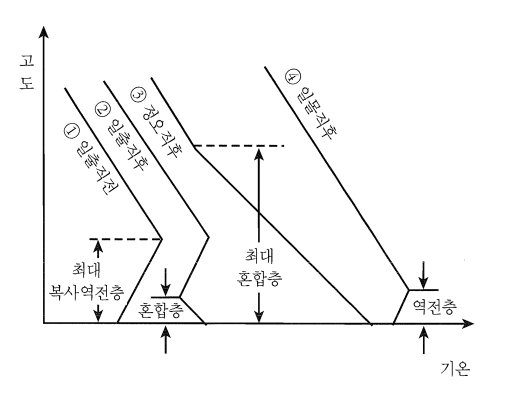 고
도
① 일출직전
② 일출직후
③ 정오직후
④ 일몰직후
최대
복사역전층
혼합층
최대
혼합층
역전층
기온